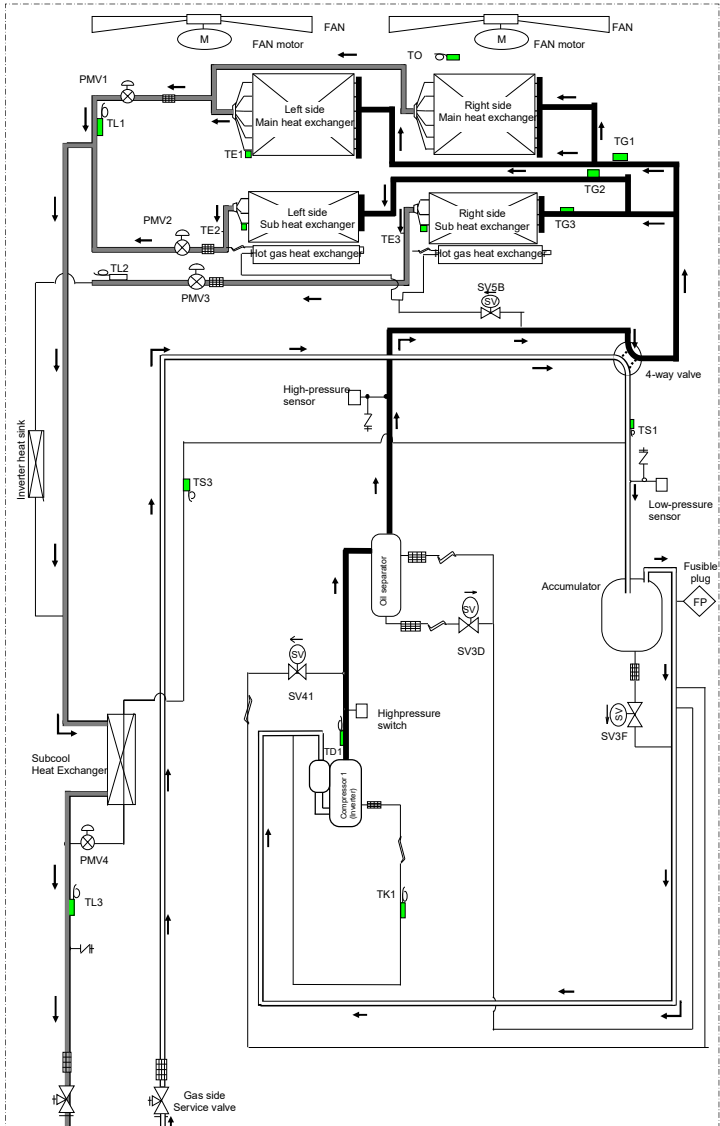 FAN
FAN
M
FAN motor
M
FAN motor
TO
PMV1
TL1
Left side
Main heat exchanger
Right side
Main heat exchanger
TE1
TG1
TG2
Left side
Sub heat exchanger
Right side
Sub heat exchanger
TG3
PMV2
TE2
TE3
Hot gas heat exchanger
Hot gas heat exchanger
TL2
PMV3
SV5B
SV
4-way valve
High-pressure
sensor
TS1
Inverter heat sink
TS3
Low-pressure
sensor
Oil separator
Accumulator
Fusible
plug
FP
SV
SV3D
SV
SV41
SV
SV3F
Highpressure
switch
TD1
Subcool
Heat Exchanger
Compressor 1
(Inverter)
PMV4
TL3
TK1
Gas side
Service valve